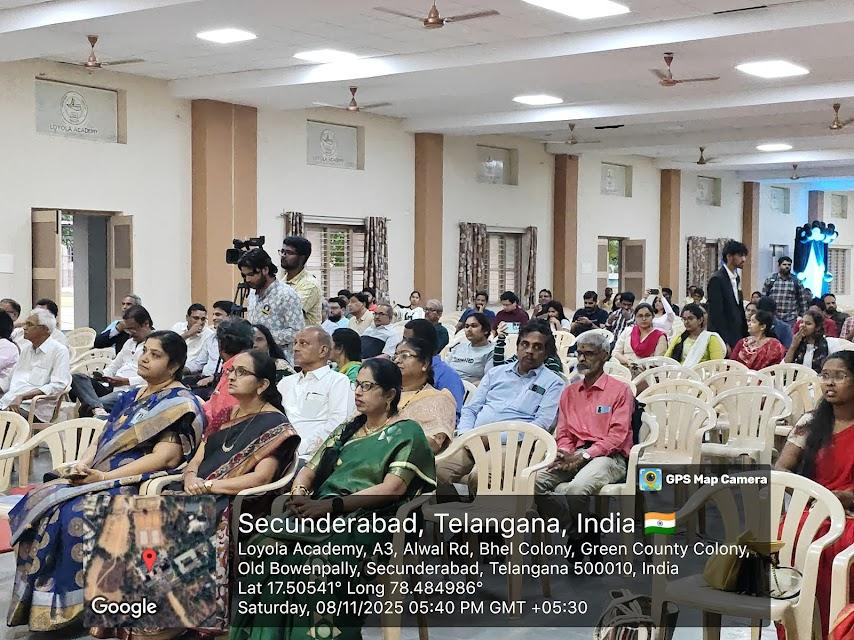 LOYOLA ACADEMY
LOYOLA ACADEMY
GPS Map Camera
Secunderabad, Telangana, India
Loyola Academy, A3, Alwal Rd, Bhel Colony, Green County Colony,
Old Bowenpally, Secunderabad, Telangana 500010, India
Lat 17.50541° Long 78.484986°
Saturday, 08/11/2025 05:40 PM GMT +05:30
Google